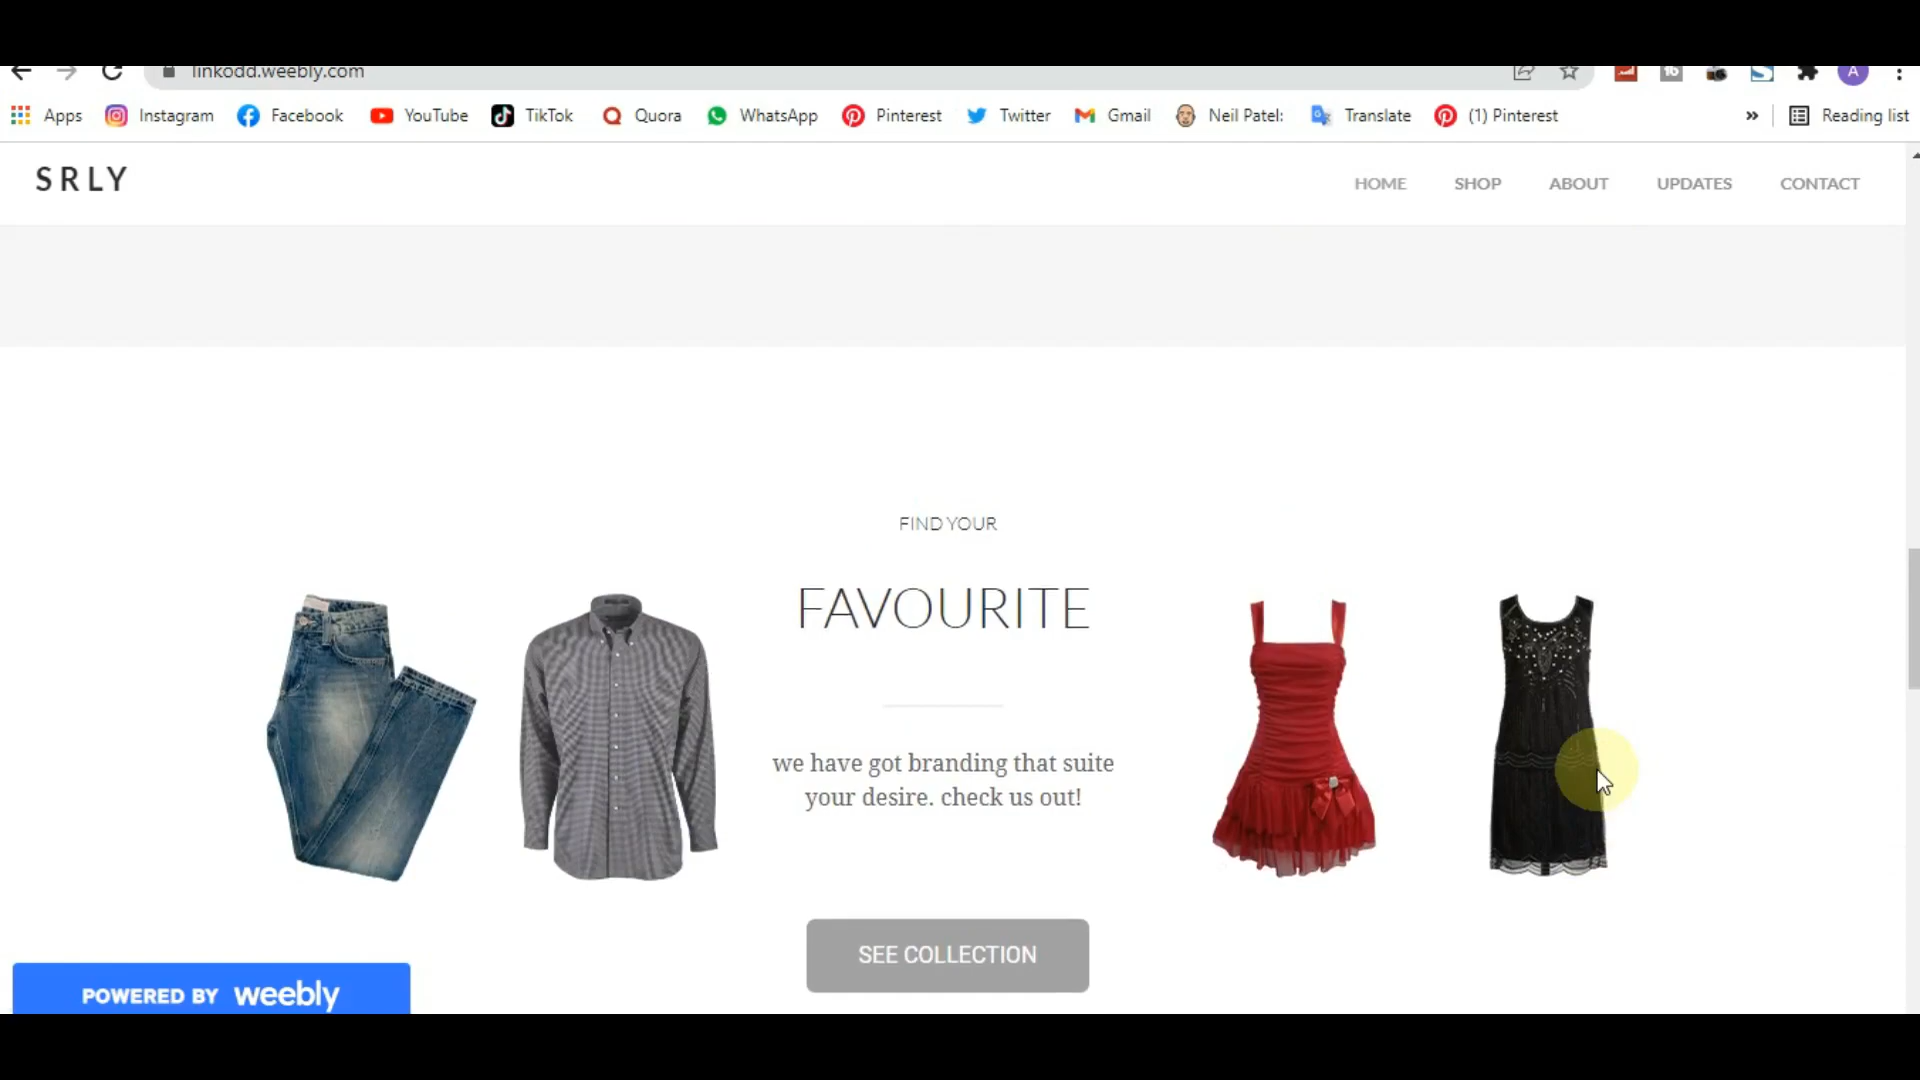 linkodd.weebly.com
A
Apps Instagram Facebook YouTube TikTok Quora WhatsApp Pinterest Twitter Gmail Neil Patel: Translate (1) Pinterest » Reading list
SRLY HOME SHOP ABOUT UPDATES CONTACT
FIND YOUR
FAVOURITE
we have got branding that suite
your desire. check us out!
SEE COLLECTION
POWERED BY weebly